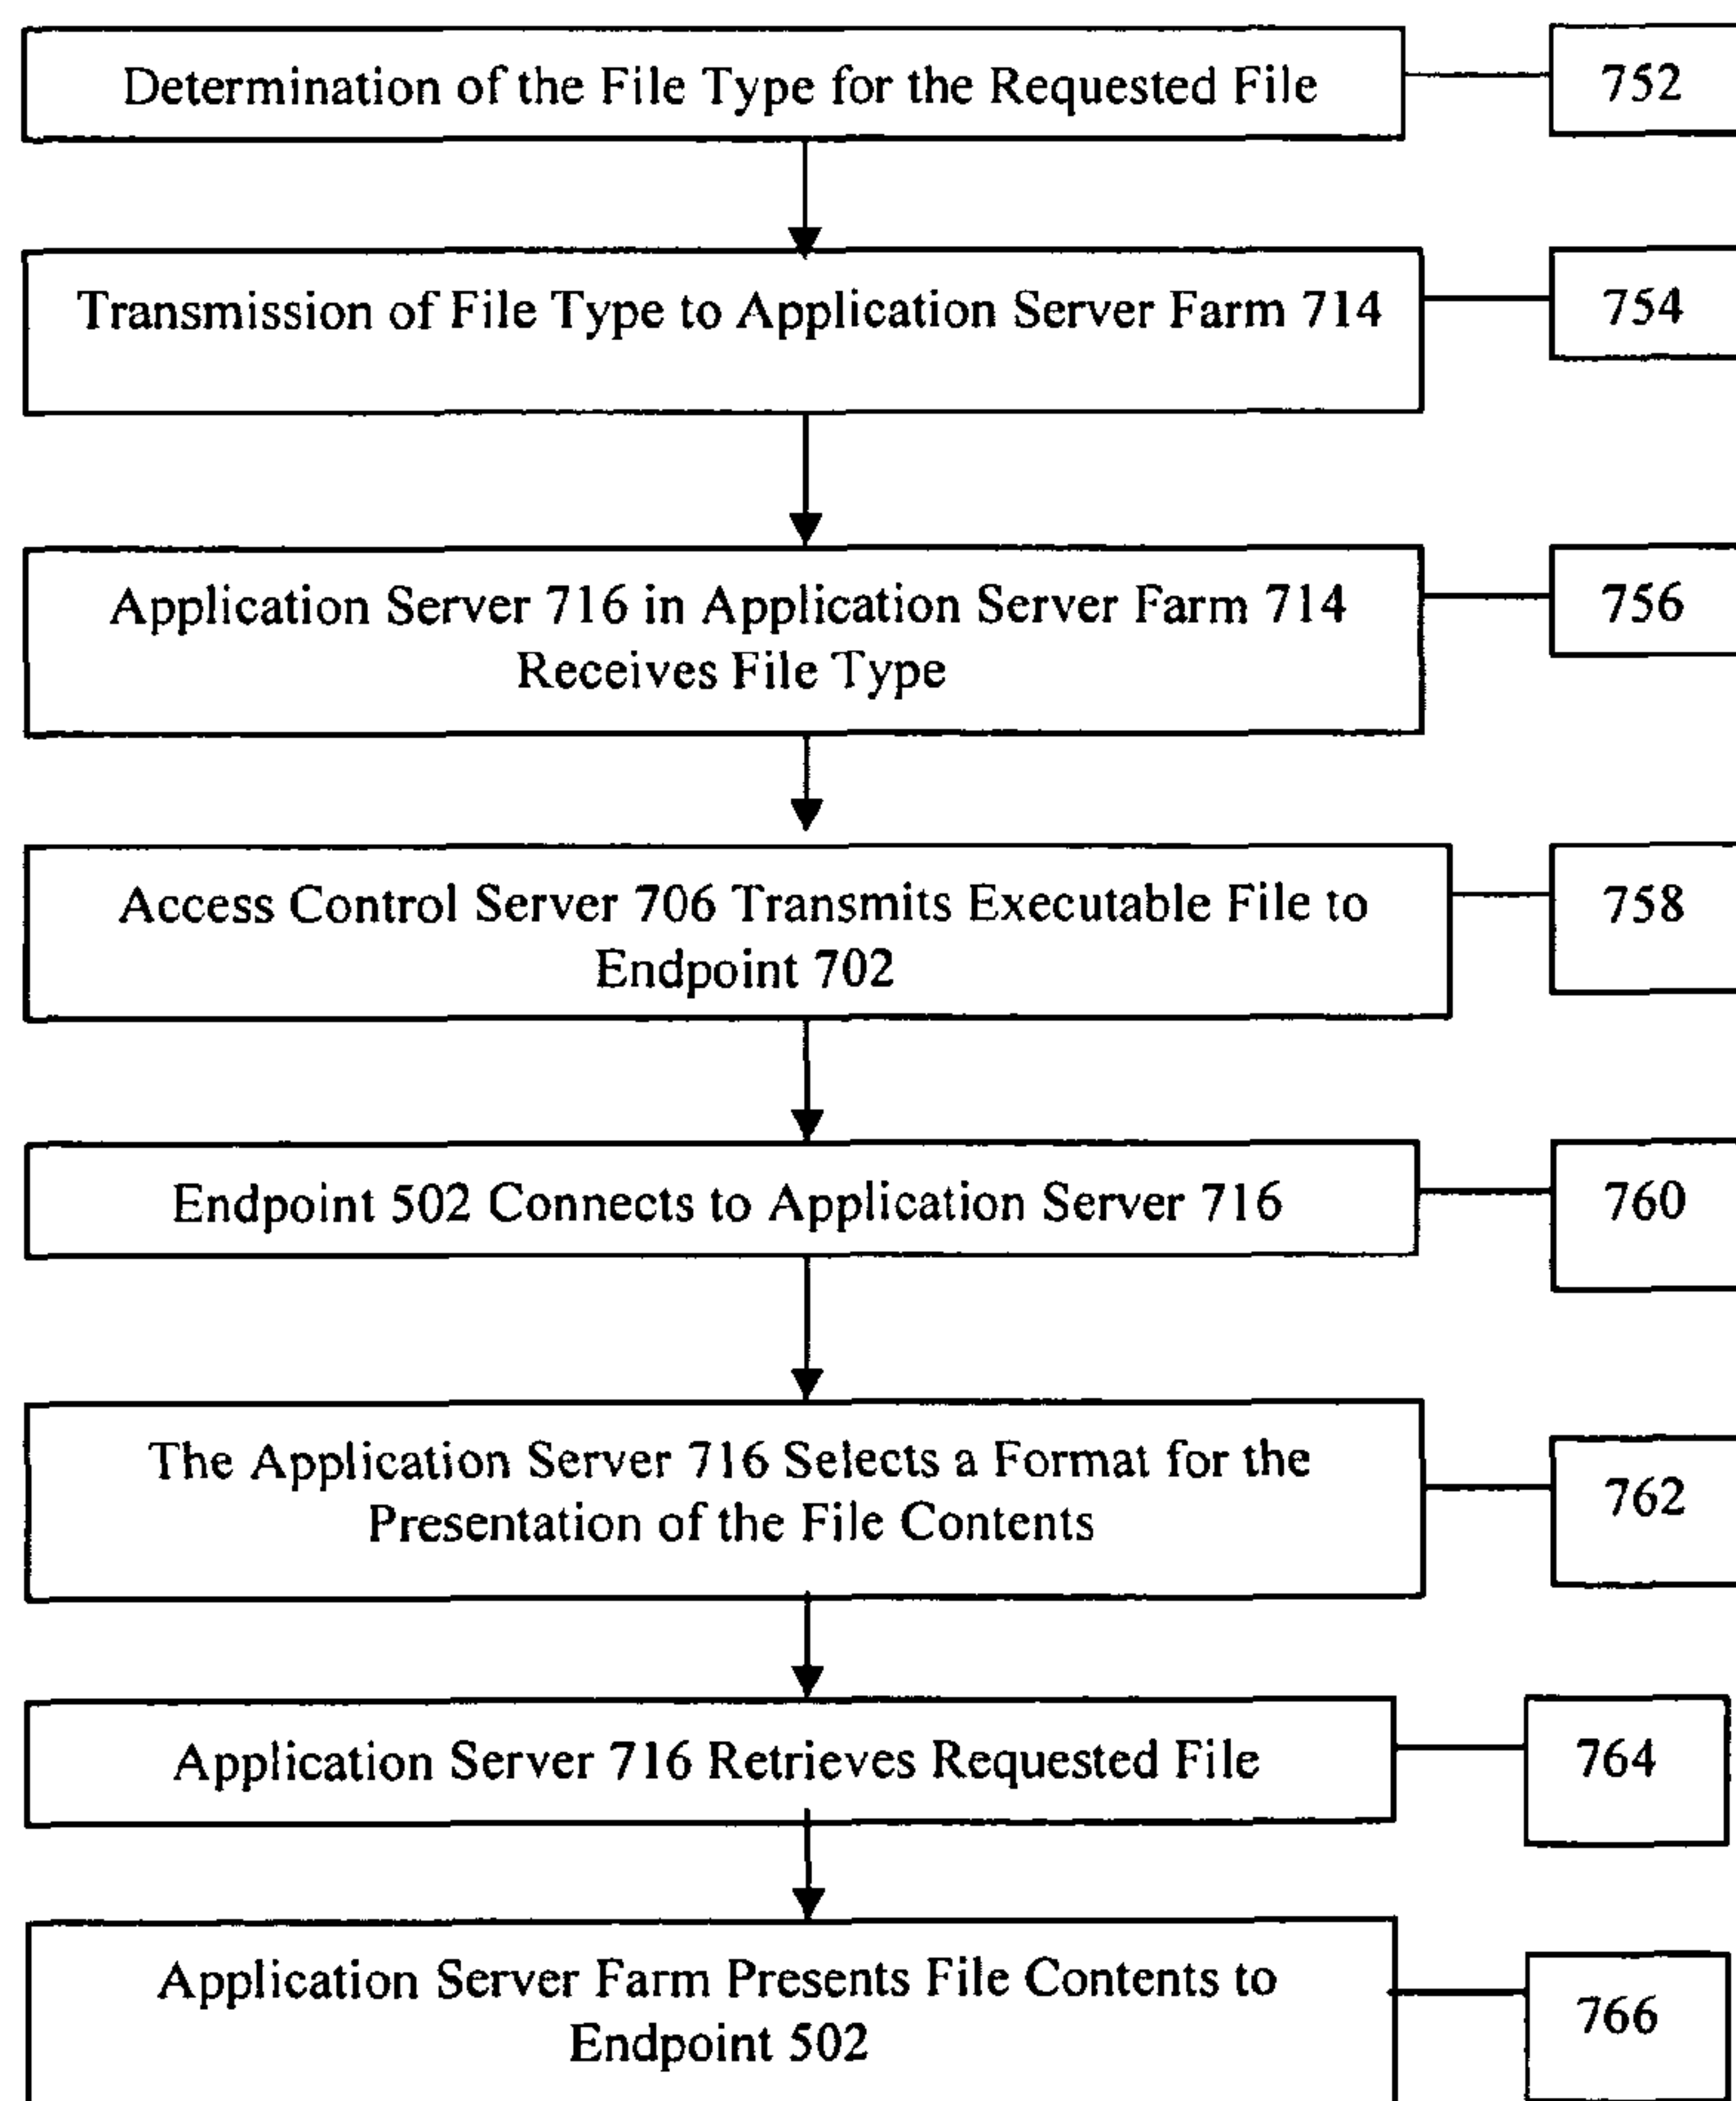 Determination of the File Type for the Requested File
752
Transmission of File Type to Application Server Farm 714
754
Application Server 716 in Application Server Farm 714
Receives File Type
756
Access Control Server 706 Transmits Executable File to
Endpoint 702
758
Endpoint 502 Connects to Application Server 716
760
The Application Server 716 Selects a Format for the
Presentation of the File Contents
762
Application Server 716 Retrieves Requested File
764
Application Server Farm Presents File Contents to
Endpoint 502
766